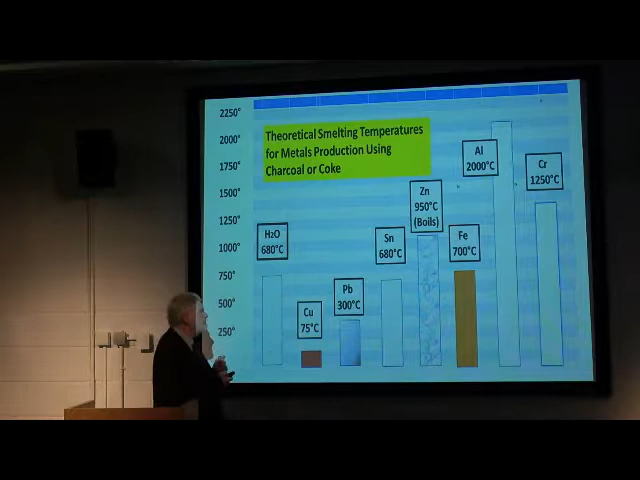 2250°
2000°
1750°
1500°
1250°
1000°
750°
500°
250°
Theoretical Smelting Temperatures
for Metals Production Using
Charcoal or Coke
H2O
680°C
Cu
75°C
Pb
300°C
Sn
680°C
Zn
950°C
(Boils)
Fe
700°C
Al
2000°C
Cr
1250°C